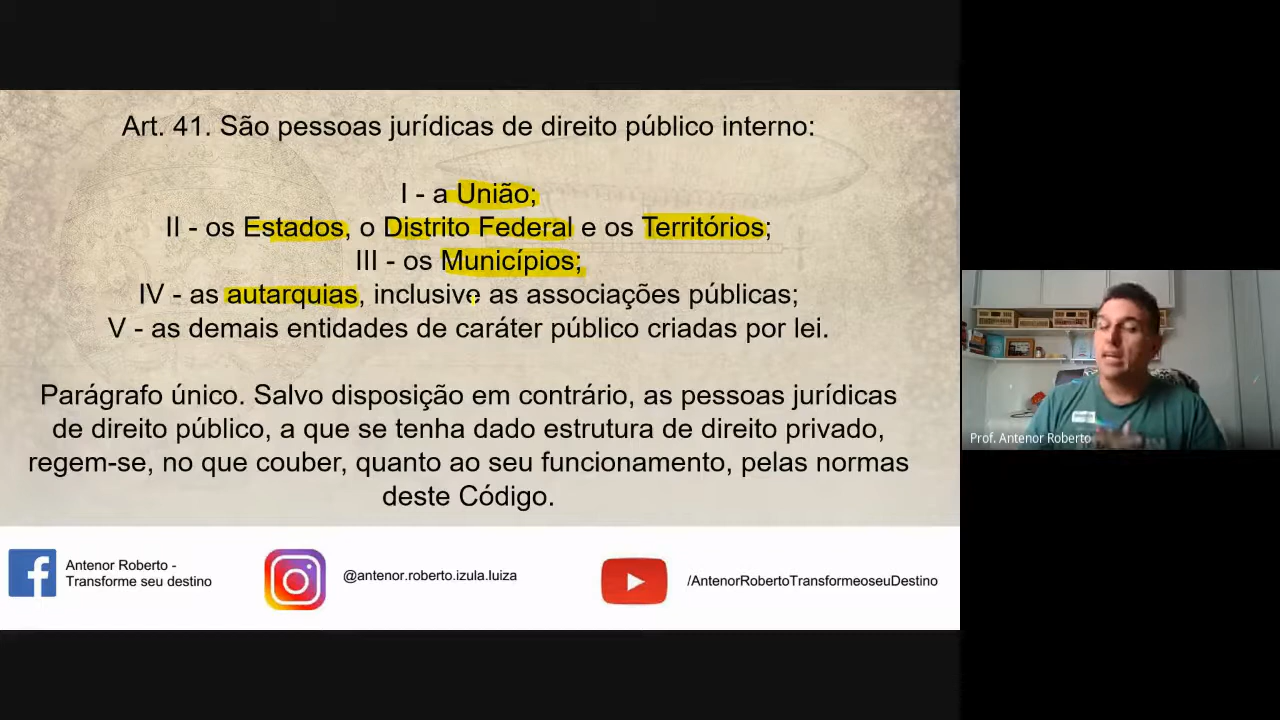 Art. 41. São pessoas jurídicas de direito público interno:
I - a União;
II - os Estados, o Distrito Federal e os Territórios;
III - os Municípios;
IV - as autarquias, inclusive as associações públicas;
V - as demais entidades de caráter público criadas por lei.
Parágrafo único. Salvo disposição em contrário, as pessoas jurídicas
de direito público, a que se tenha dado estrutura de direito privado,
regem-se, no que couber, quanto ao seu funcionamento, pelas normas
deste Código.
Antenor Roberto -
Transforme seu destino
@antenor.roberto.izula.luiza
/AntenorRobertoTransformeoseuDestino
Prof. Antenor Roberto